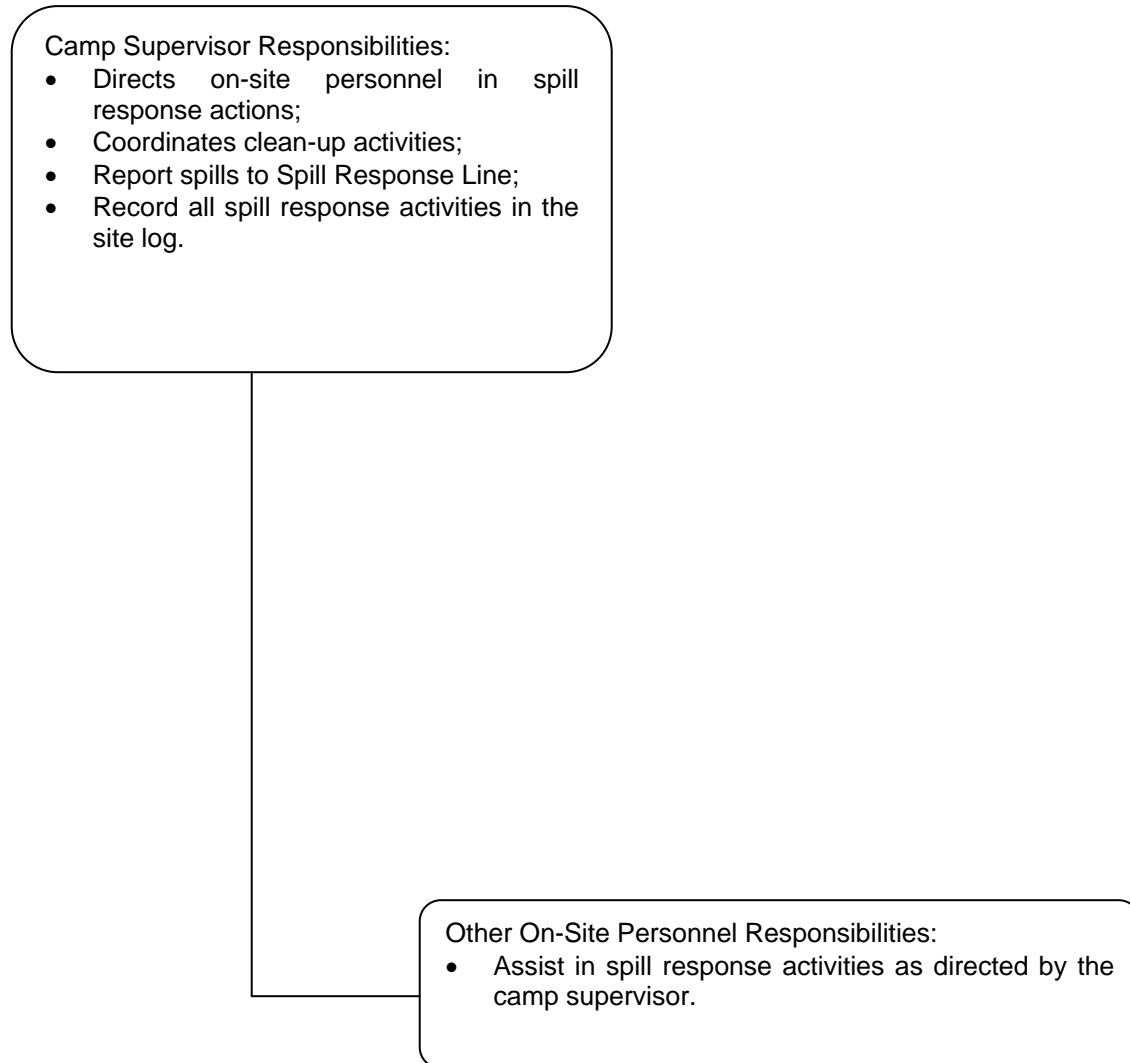 Camp Supervisor Responsibilities:
• Directs on-site personnel in spill
response actions;
• Coordinates clean-up activities;
• Report spills to Spill Response Line;
• Record all spill response activities in the
site log.
Other On-Site Personnel Responsibilities:
• Assist in spill response activities as directed by the
camp supervisor.